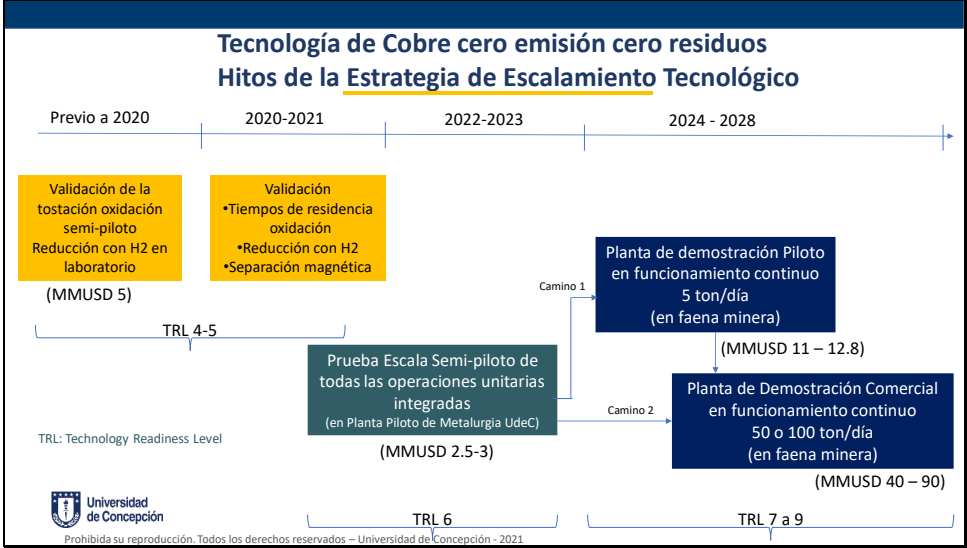 Tecnología de Cobre cero emisión cero residuos
Hitos de la Estrategia de Escalamiento Tecnológico
Previo a 2020
2020-2021
2022-2023
2024 - 2028
Validación de la
tostación oxidación
semi-piloto
Reducción con H2 en
laboratorio
(MMUSD 5)
Validación
•Tiempos de residencia
oxidación
•Reducción con H2
•Separación magnética
TRL 4-5
Prueba Escala Semi-piloto de
todas las operaciones unitarias
integradas
(en Planta Piloto de Metalurgia UdeC)
(MMUSD 2.5-3)
Camino 1
Planta de demostración Piloto
en funcionamiento continuo
5 ton/día
(en faena minera)
(MMUSD 11 – 12.8)
Camino 2
Planta de Demostración Comercial
en funcionamiento continuo
50 o 100 ton/día
(en faena minera)
(MMUSD 40 – 90)
TRL: Technology Readiness Level
TRL 6
TRL 7 a 9
Universidad
de Concepción
Prohibida su reproducción. Todos los derechos reservados – Universidad de Concepción - 2021